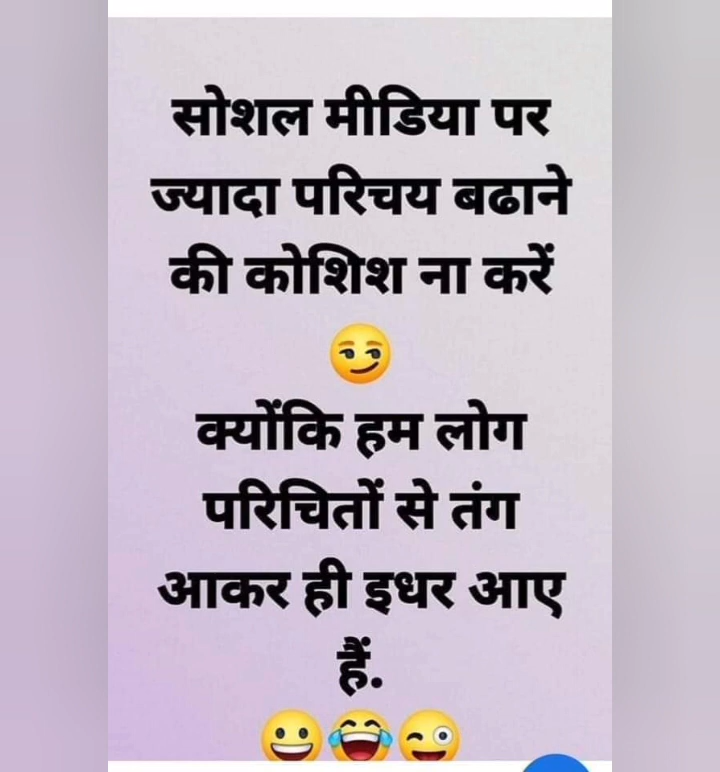 सोशल मीडिया पर
ज्यादा परिचय बढाने
की कोशिश ना करें
😏
क्योंकि हम लोग
परिचितों से तंग
आकर ही इधर आए
हैं.
😀😂😜